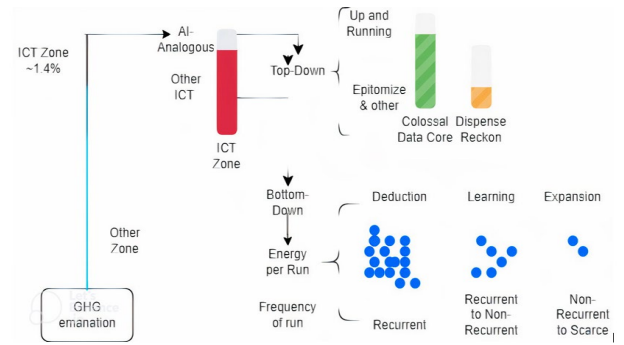 ICT Zone
~1.4%
AI-
Analogous
Other
ICT
ICT
Zone
Other
Zone
GHG
emanation
Top-Down
Up and
Running
Epitomize
& other
Colossal
Data Core
Dispense
Reckon
Bottom-
Down
Energy
per Run
Frequency
of run
Deduction
Learning
Expansion
Recurrent
Recurrent
to Non-
Recurrent
Non-
Recurrent
to Scarce